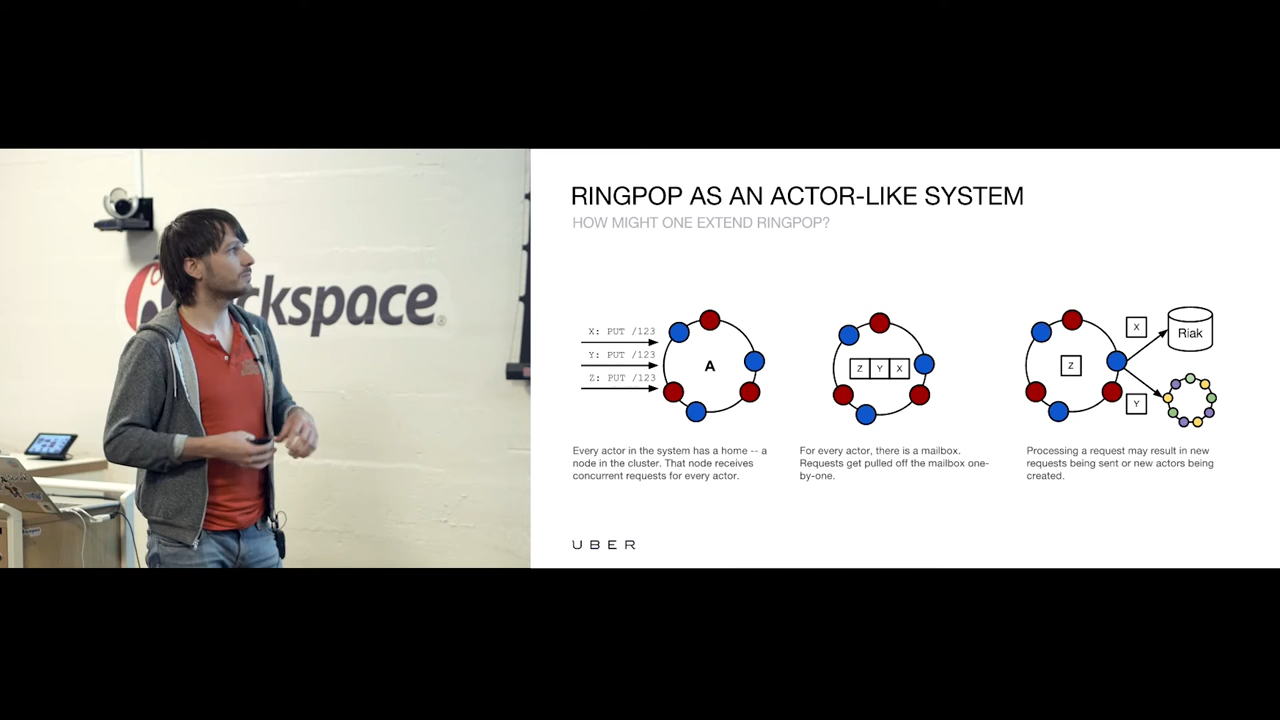 ckspace
RINGPOP AS AN ACTOR-LIKE SYSTEM
HOW MIGHT ONE EXTEND RINGPOP?
X: PUT /123
Y: PUT /123
Z: PUT /123
A
Z Y X
X
Riak
Z
Y
Every actor in the system has a home -- a
node in the cluster. That node receives
concurrent requests for every actor.
For every actor, there is a mailbox.
Requests get pulled off the mailbox one-
by-one.
Processing a request may result in new
requests being sent or new actors being
created.
UBER